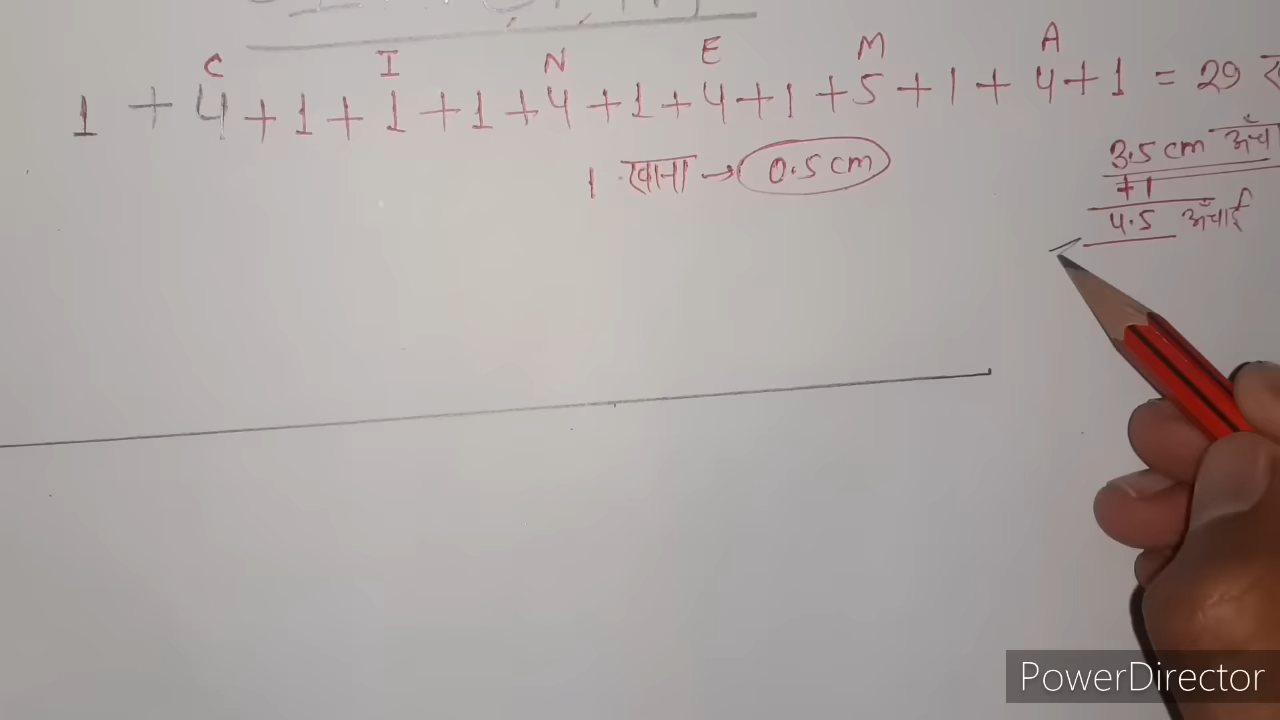 C I N E M A
1 + 4 + 1 + 1 + 1 + 4 + 1 + 4 + 1 + 5 + 1 + 4 + 1 = 29
1 खाना → 0.5 cm
3.5 cm
+1
4.5 ऊँचाई
PowerDirector